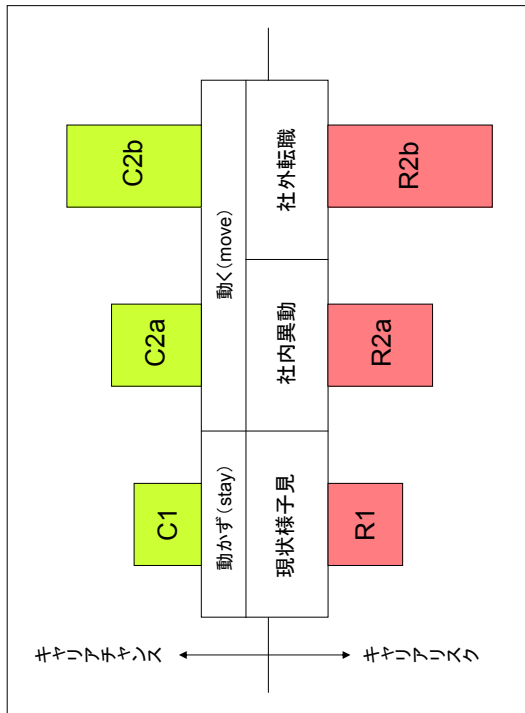 キャリアチャンス
キャリアリスク
C1
C2a
C2b
動かず(stay)
動く(move)
現状様子見
社内異動
社外転職
R1
R2a
R2b